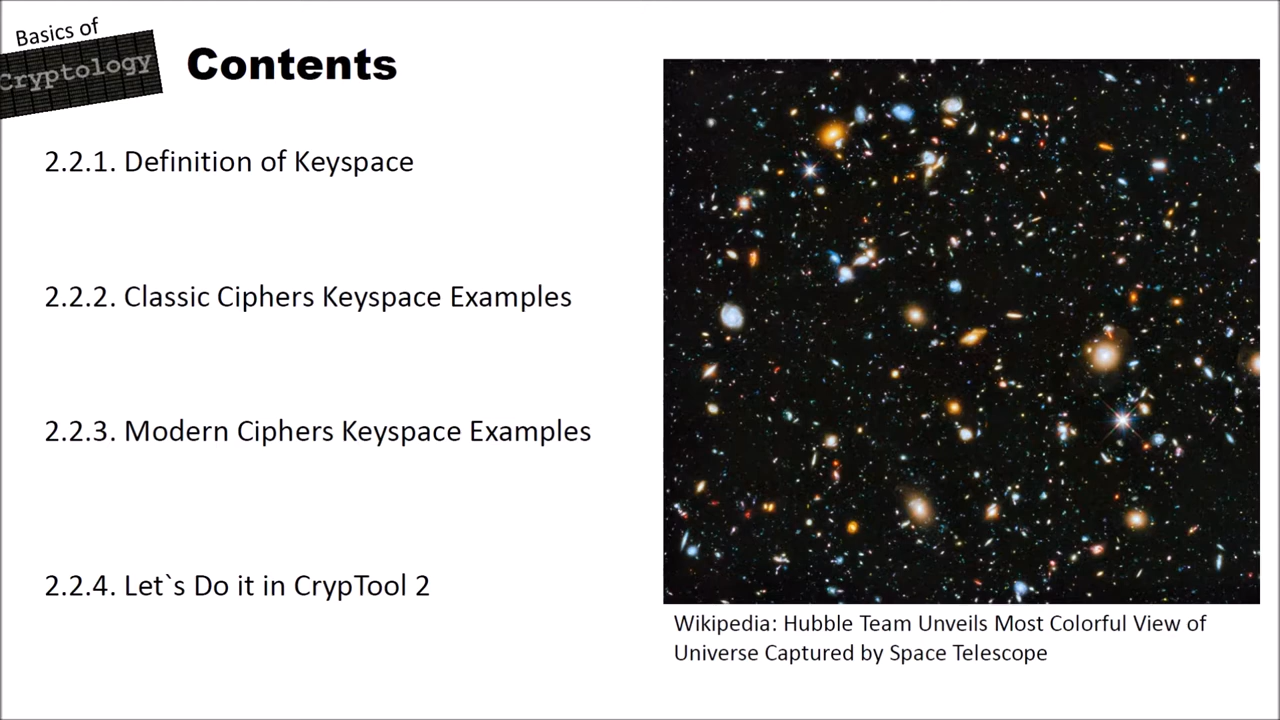 Basics of
Cryptology
Contents
2.2.1. Definition of Keyspace
2.2.2. Classic Ciphers Keyspace Examples
2.2.3. Modern Ciphers Keyspace Examples
2.2.4. Let`s Do it in CrypTool 2
Wikipedia: Hubble Team Unveils Most Colorful View of
Universe Captured by Space Telescope